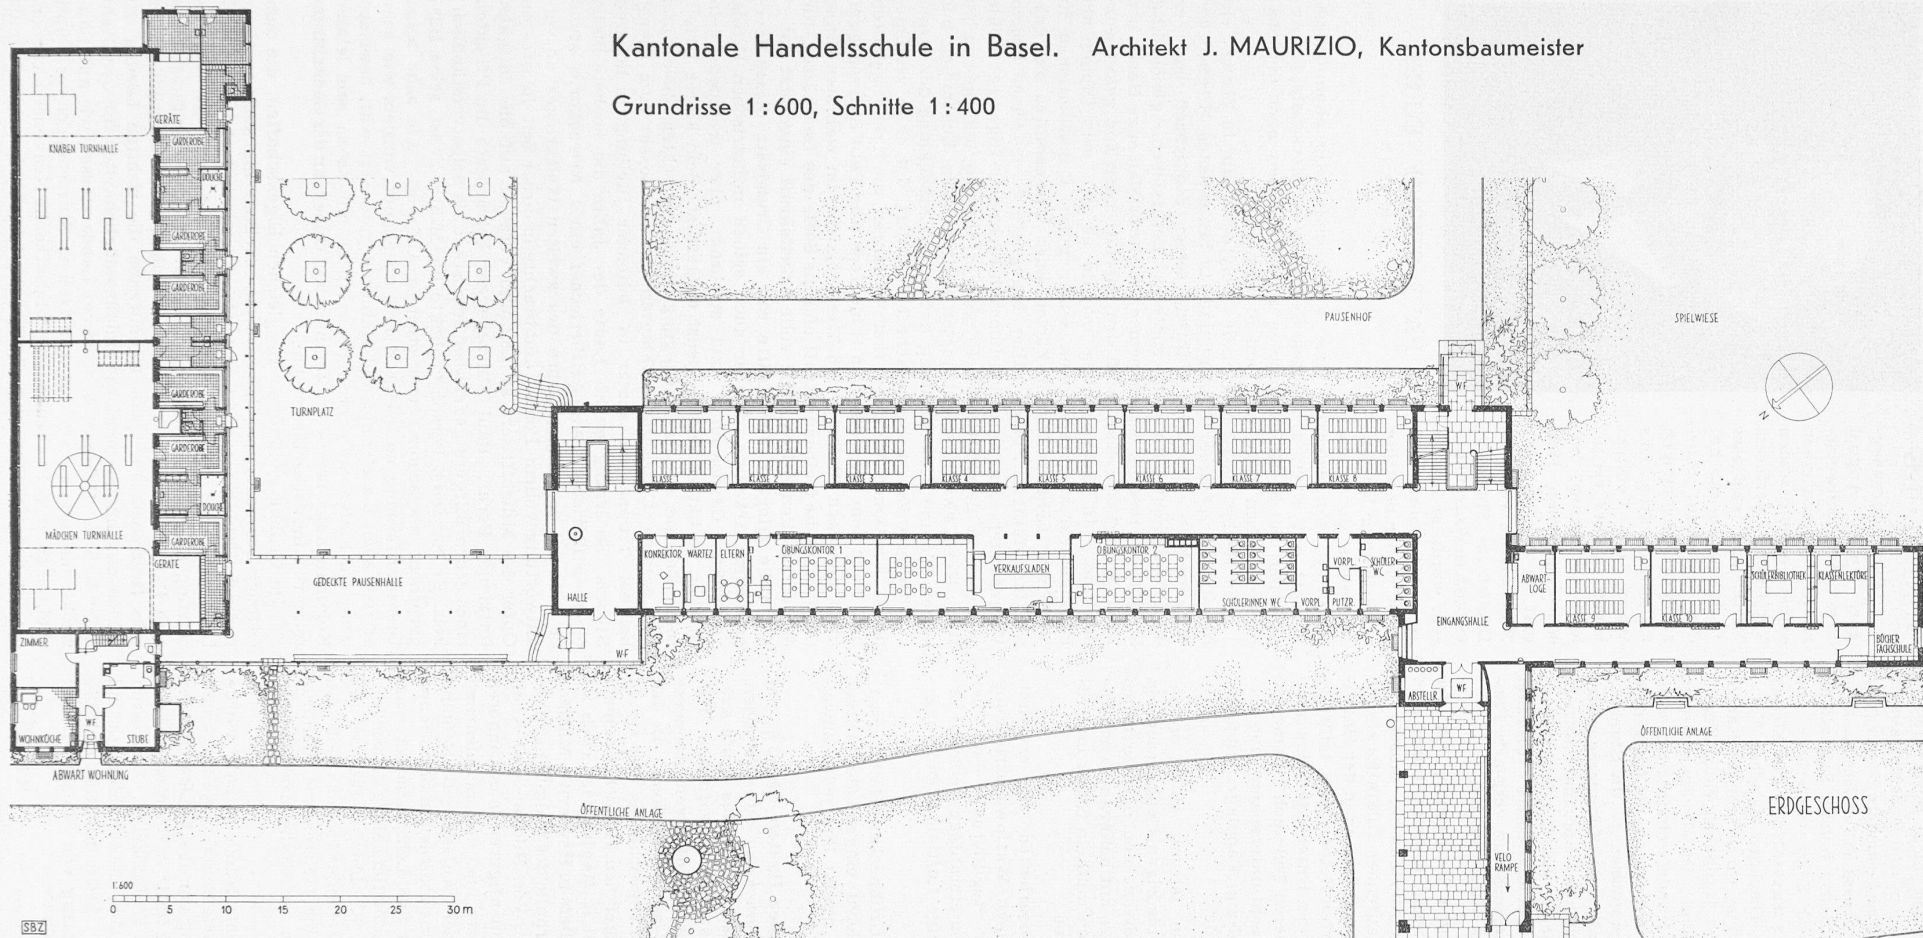 Kantonale Handelsschule in Basel. Architekt J. MAURIZIO, Kantonsbaumeister
Grundrisse 1:600, Schnitte 1:400
GERÄTE
KNABEN TURNHALLE
GARDEROBE
DOUCHE
GARDEROBE
GARDEROBE
GARDEROBE
GARDEROBE
DOUCHE
MÄDCHEN TURNHALLE
GARDEROBE
GERÄTE
TURNPLATZ
GEDECKTE PAUSENHALLE
ZIMMER
WOHNKÜCHE
WF
STUBE
ABWART WOHNUNG
PAUSENHOF
SPIELWIESE
N
WF
A
A
KLASSE 1
KLASSE 2
KLASSE 3
KLASSE 4
KLASSE 5
KLASSE 6
KLASSE 7
KLASSE 8
HALLE
W-F
KONREKTOR
WARTEZ
ELTERN
ÜBUNGSKONTOR 1
VERKAUFSLADEN
ÜBUNGSKONTOR 2
SCHÜLERINNEN W.C
VORPL.
VORPL.
PUTZR.
SCHÜLER
WC
EINGANGSHALLE
ABSTELLR.
WF
ABWART-
LOGE
KLASSE 9
KLASSE 10
SCHÜLERBIBLIOTHEK
KLASSENLEKTÜRE
BÜCHER
FACHSCHULE
ÖFFENTLICHE ANLAGE
ÖFFENTLICHE ANLAGE
VELO
RAMPE
ERDGESCHOSS
1:600
0 5 10 15 20 25 30 m
SBZ